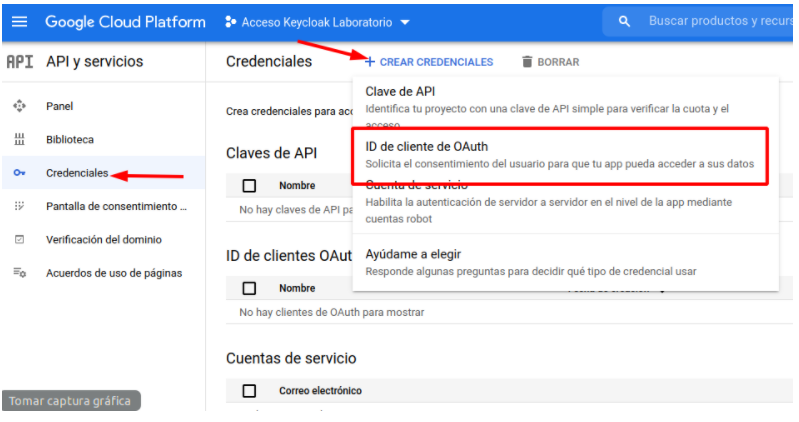 Google Cloud Platform
Acceso Keycloak Laboratorio
Buscar productos y recurs
API API y servicios
Credenciales
+ CREAR CREDENCIALES
BORRAR
Panel
Biblioteca
Credenciales
Pantalla de consentimiento ...
Verificación del dominio
Acuerdos de uso de páginas
Crea credenciales para acc
Clave de API
Identifica tu proyecto con una clave de API simple para verificar la cuota y el
acceso
ID de cliente de OAuth
Solicita el consentimiento del usuario para que tu app pueda acceder a sus datos
Cuenta de servicio
Habilita la autenticación de servidor a servidor en el nivel de la app mediante
cuentas robot
Ayúdame a elegir
Responde algunas preguntas para decidir qué tipo de credencial usar
Claves de API
Nombre
No hay claves de API pa
ID de clientes OAut
Nombre
No hay clientes de OAuth para mostrar
Cuentas de servicio
Correo electrónico
Tomar captura gráfica